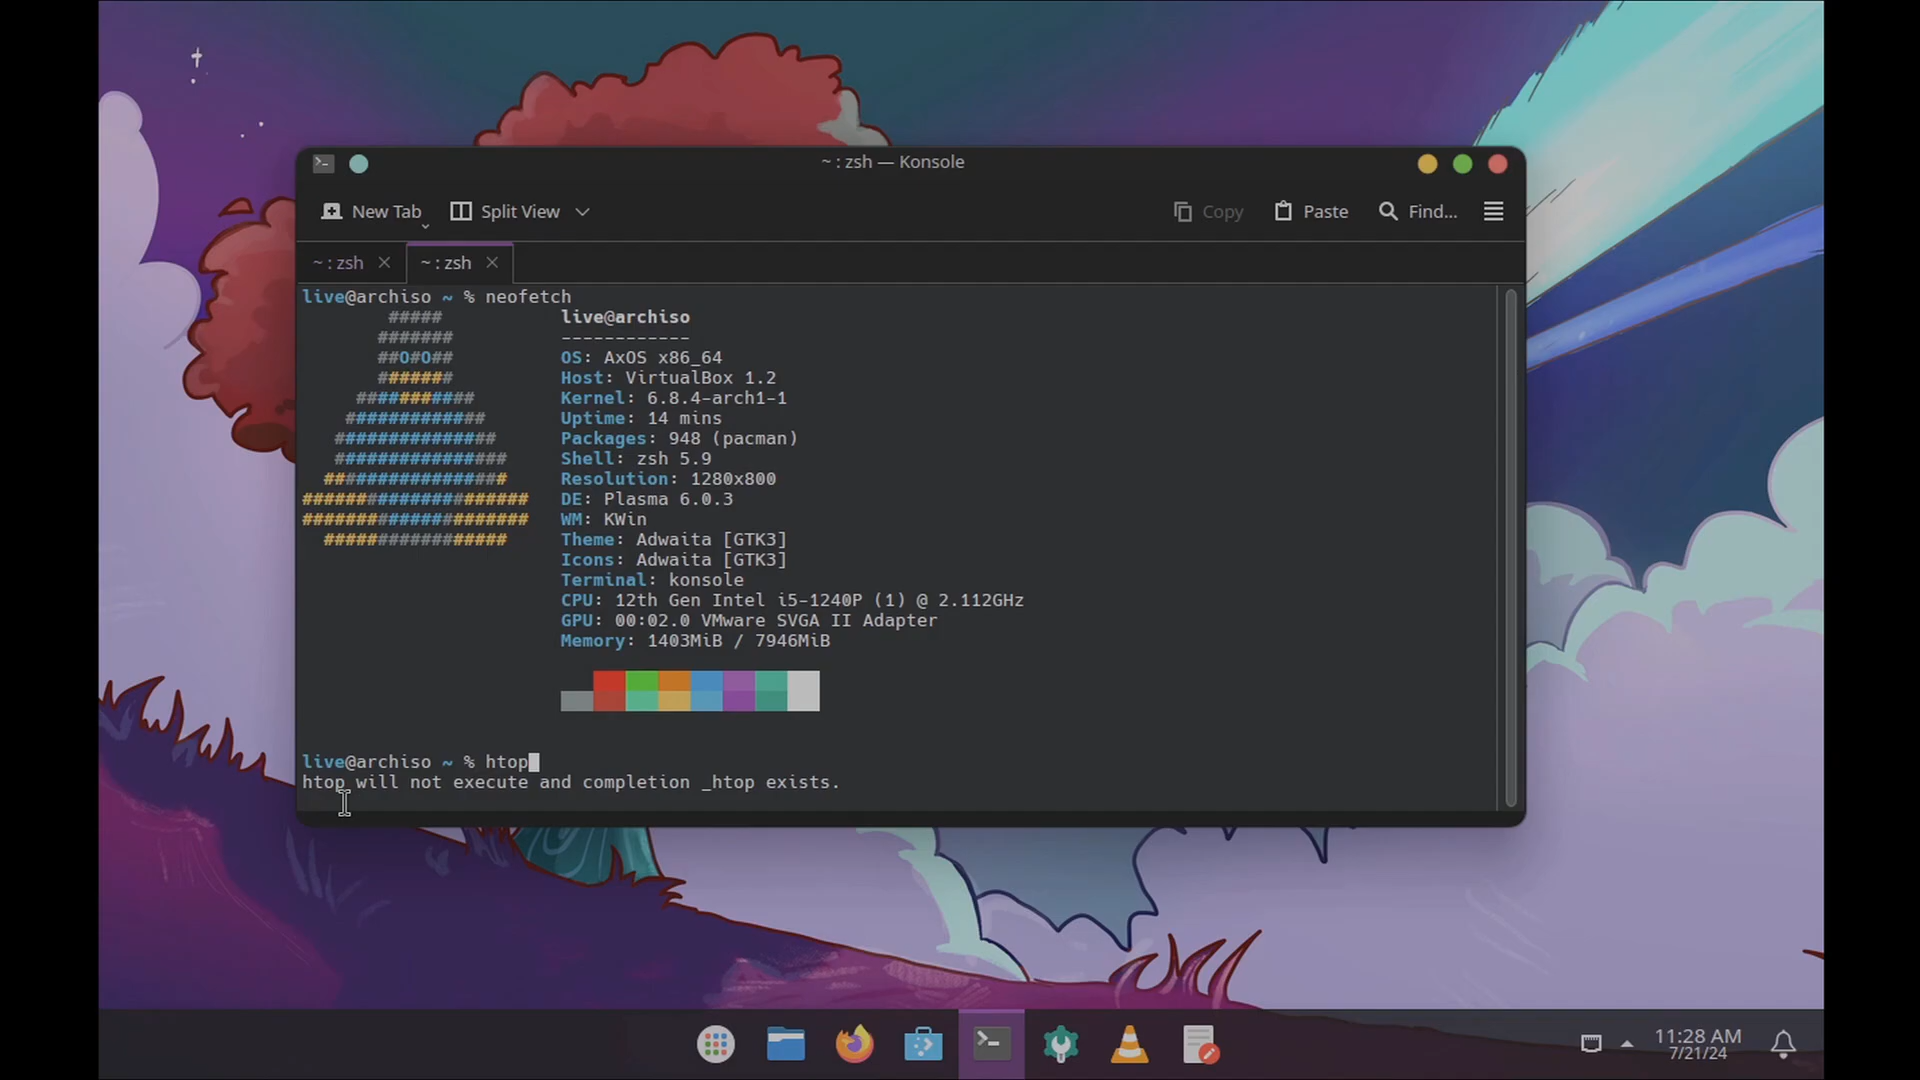 ~ : zsh — Konsole
New Tab
Split View
Copy
Paste
Find...
~ : zsh
~ : zsh
live@archiso ~ % neofetch
##### live@archiso
####### ------------
##O#O## OS: AxOS x86_64
####### Host: VirtualBox 1.2
########### Kernel: 6.8.4-arch1-1
############# Uptime: 14 mins
############### Packages: 948 (pacman)
################ Shell: zsh 5.9
################# Resolution: 1280x800
##################### DE: Plasma 6.0.3
##################### WM: KWin
################# Theme: Adwaita [GTK3]
Icons: Adwaita [GTK3]
Terminal: konsole
CPU: 12th Gen Intel i5-1240P (1) @ 2.112GHz
GPU: 00:02.0 VMware SVGA II Adapter
Memory: 1403MiB / 7946MiB
live@archiso ~ % htop
htop will not execute and completion _htop exists.
11:28 AM
7/21/24